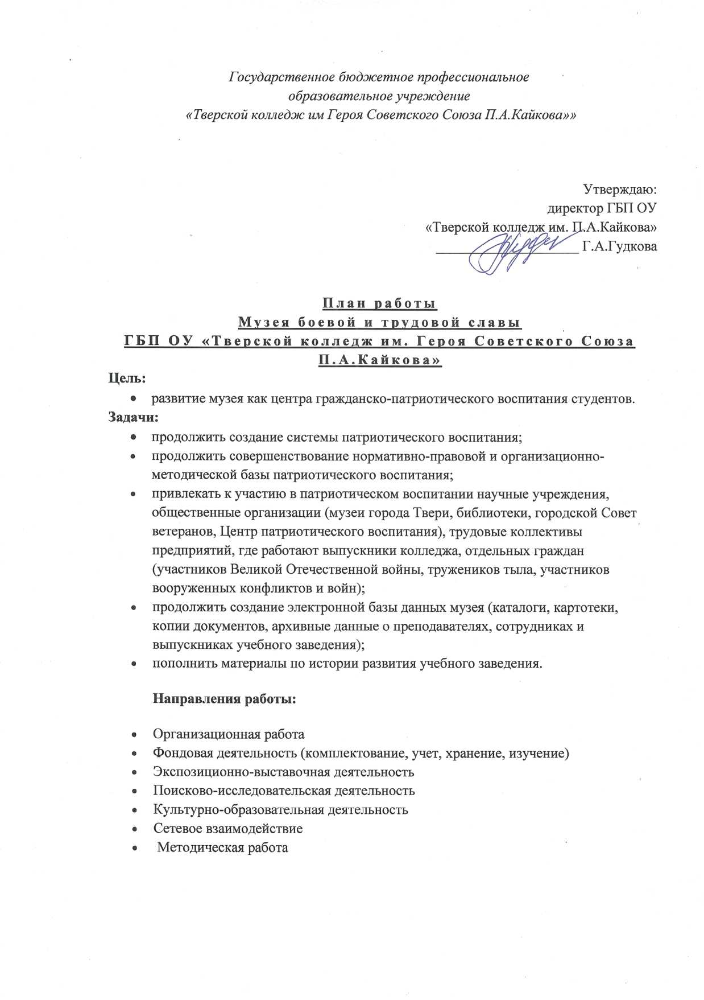 Государственное бюджетное профессиональное
образовательное учреждение
«Тверской колледж им Героя Советского Союза П.А.Кайкова»»
Утверждаю:
директор ГБП ОУ
«Тверской колледж им. П.А.Кайкова»
____________________ Г.А.Гудкова
План работы
Музея боевой и трудовой славы
ГБП ОУ «Тверской колледж им. Героя Советского Союза
П.А.Кайкова»
Цель:
• развитие музея как центра гражданско-патриотического воспитания студентов.
Задачи:
• продолжить создание системы патриотического воспитания;
• продолжить совершенствование нормативно-правовой и организационно-
методической базы патриотического воспитания;
• привлекать к участию в патриотическом воспитании научные учреждения,
общественные организации (музеи города Твери, библиотеки, городской Совет
ветеранов, Центр патриотического воспитания), трудовые коллективы
предприятий, где работают выпускники колледжа, отдельных граждан
(участников Великой Отечественной войны, тружеников тыла, участников
вооруженных конфликтов и войн);
• продолжить создание электронной базы данных музея (каталоги, картотеки,
копии документов, архивные данные о преподавателях, сотрудниках и
выпускниках учебного заведения);
• пополнить материалы по истории развития учебного заведения.
Направления работы:
• Организационная работа
• Фондовая деятельность (комплектование, учет, хранение, изучение)
• Экспозиционно-выставочная деятельность
• Поисково-исследовательская деятельность
• Культурно-образовательная деятельность
• Сетевое взаимодействие
• Методическая работа